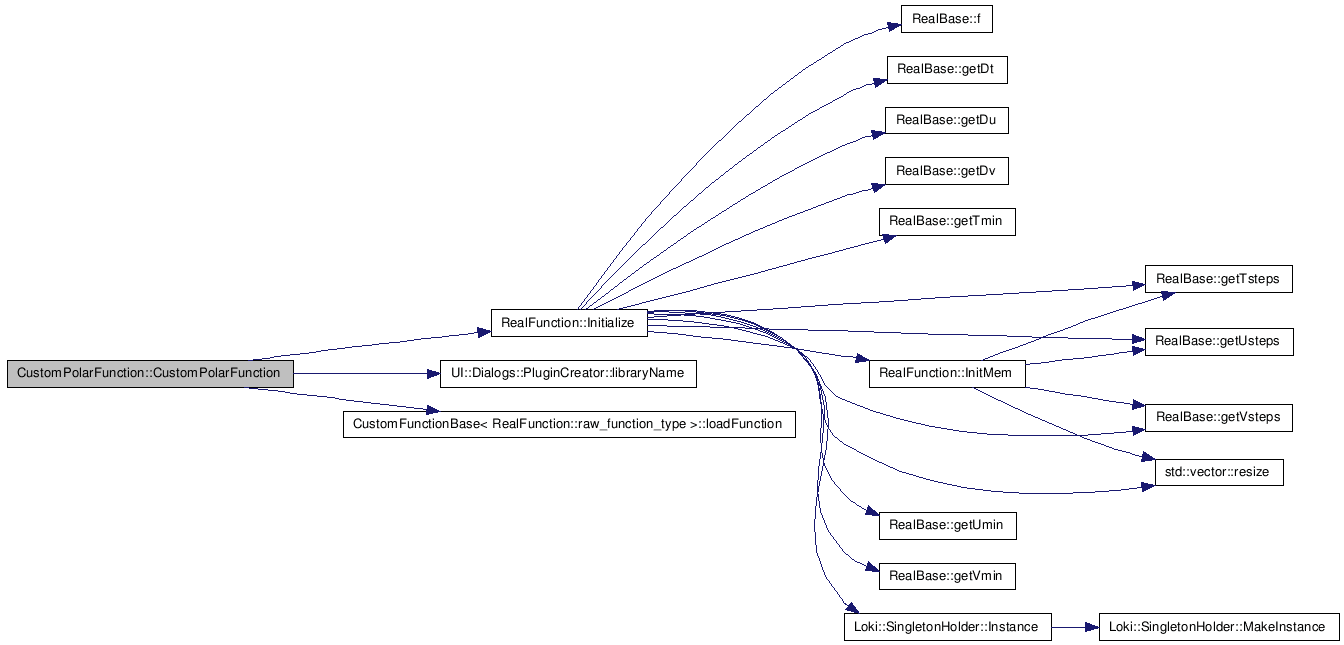 RealBase::f
RealBase::getDt
RealBase::getDu
RealBase::getDv
RealBase::getTmin
RealBase::getTsteps
RealFunction::Initialize
RealBase::getUsteps
CustomPolarFunction::CustomPolarFunction
UI::Dialogs::PluginCreator::libraryName
RealFunction::InitMem
CustomFunctionBase< RealFunction::raw_function_type >::loadFunction
RealBase::getVsteps
std::vector::resize
RealBase::getUmin
RealBase::getVmin
Loki::SingletonHolder::Instance
Loki::SingletonHolder::MakeInstance